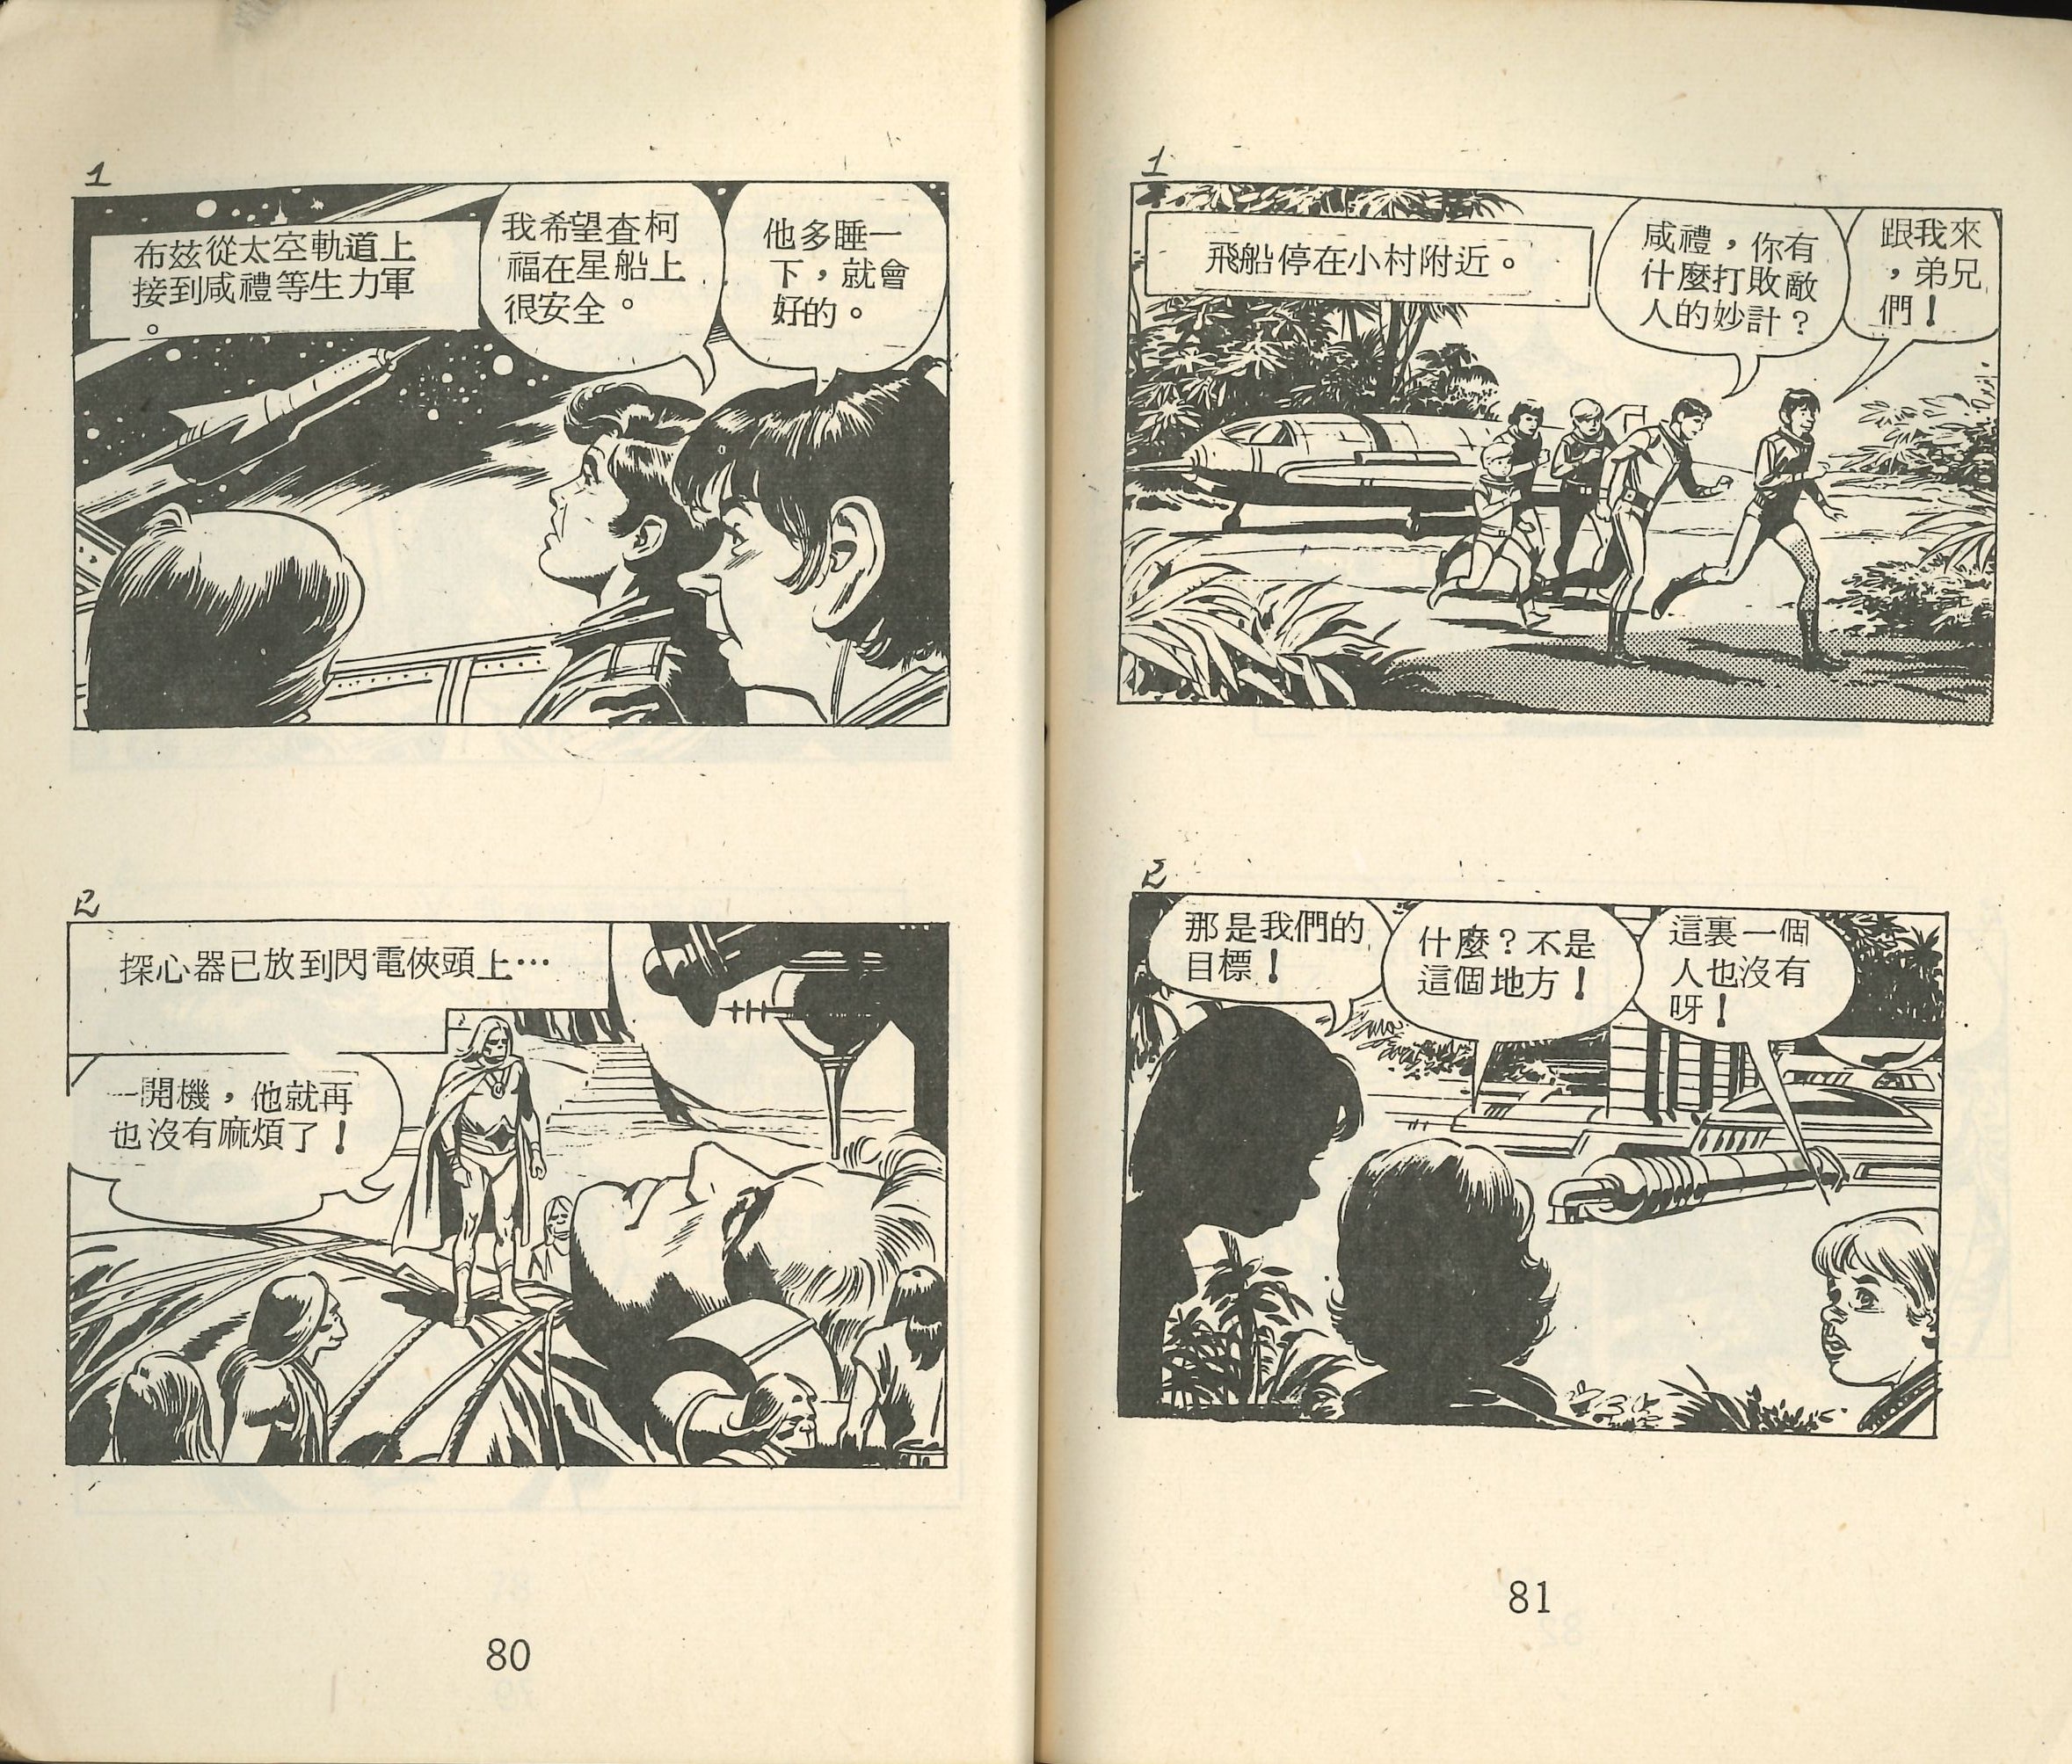 1
布茲從太空軌道上
接到咸禮等生力軍
。
我希望查柯
福在星船上
很安全。
他多睡一
下，就會
好的。
2
探心器已放到閃電俠頭上…
一開機，他就再
也沒有麻煩了！
80
1
飛船停在小村附近。
咸禮，你有
什麼打敗敵
人的妙計？
跟我來
，弟兄
們！
2
那是我們的
目標！
什麼？不是
這個地方！
這裏一個
人也沒有
呀！
81